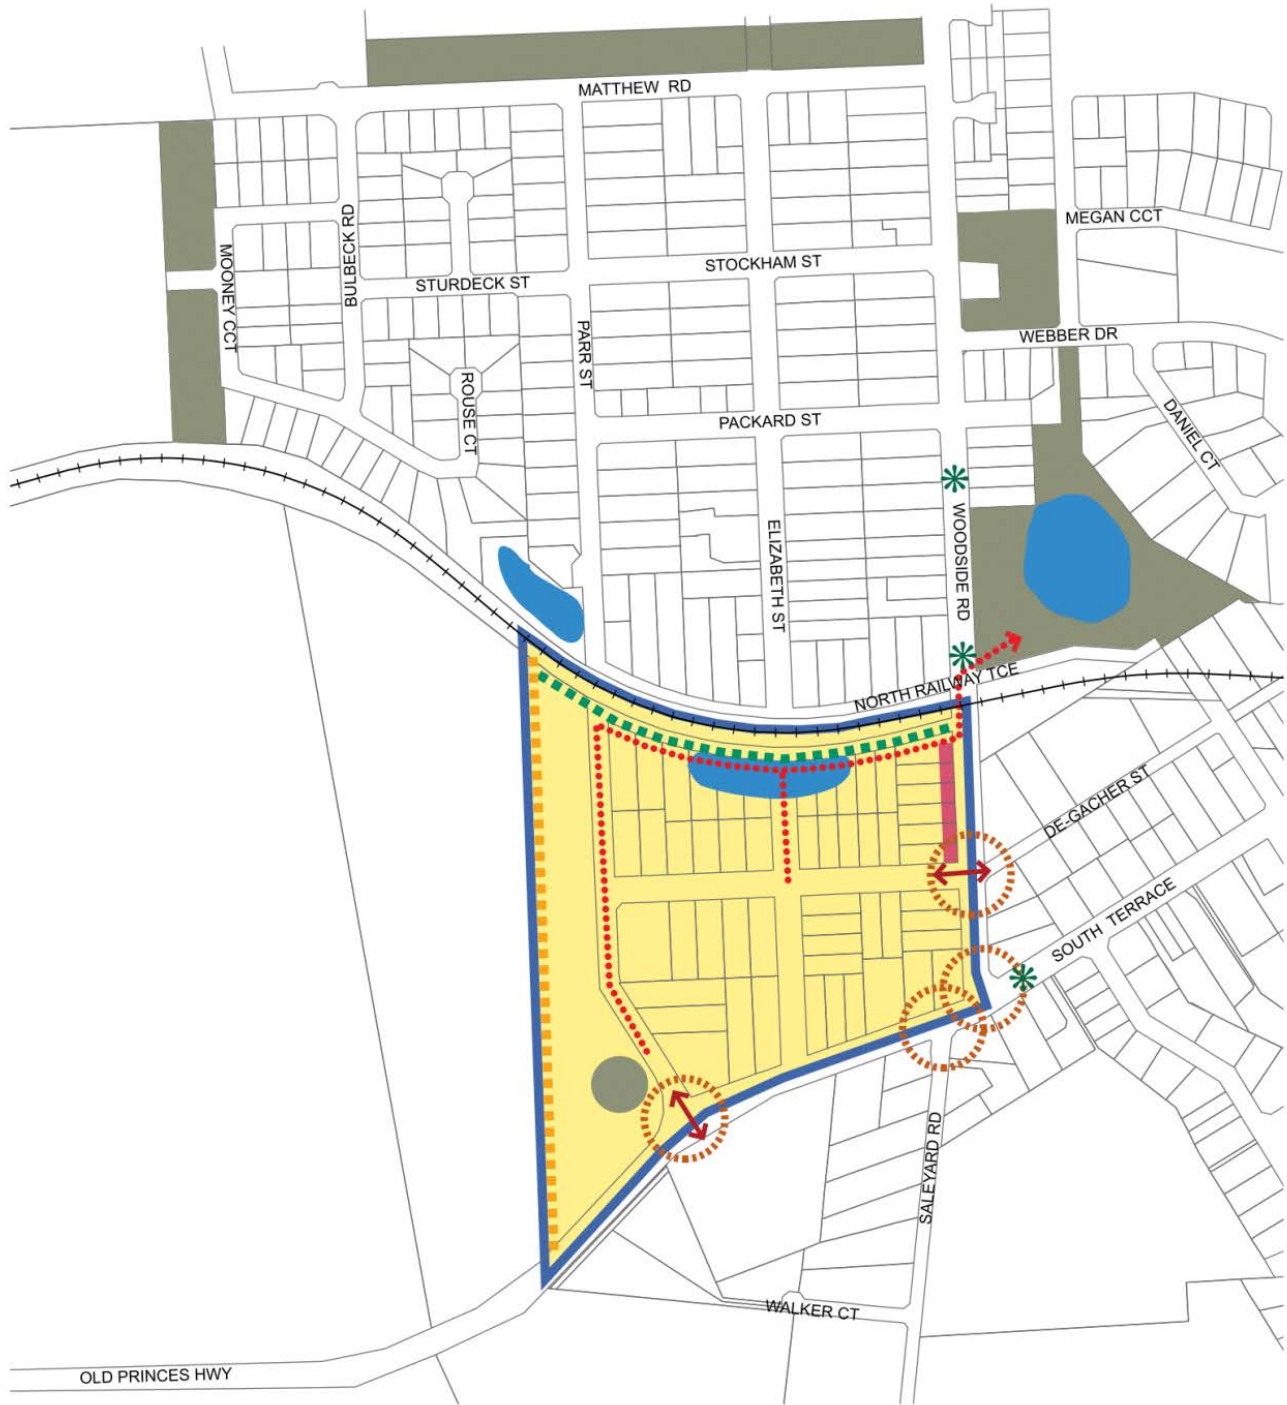 MATTHEW RD
MEGAN CCT
MOONEY CCT
BULBECK RD
STOCKHAM ST
STURDECK ST
WEBBER DR
PARR ST
ROUSE CT
DANIEL CT
PACKARD ST
ELIZABETH ST
WOODSIDE RD
NORTH RAILWAY TCE
DE-GACHER ST
SOUTH TERRACE
SALEYARD RD
WALKER CT
OLD PRINCES HWY